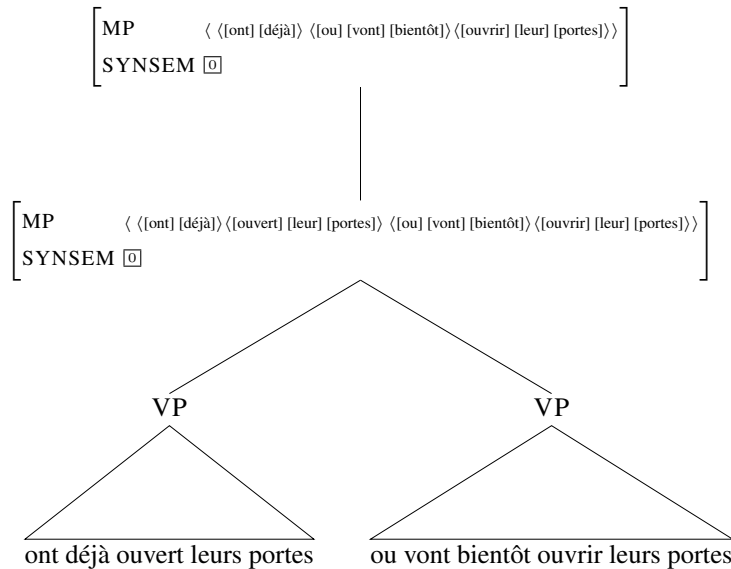 MP ⟨ ⟨[ont] [déjà]⟩ ⟨[ou] [vont] [bientôt]⟩⟨[ouvrir] [leur] [portes]⟩⟩
SYNSEM 0
MP ⟨ ⟨[ont] [déjà]⟩⟨[ouvert] [leur] [portes]⟩ ⟨[ou] [vont] [bientôt]⟩⟨[ouvrir] [leur] [portes]⟩⟩
SYNSEM 0
VP VP
ont déjà ouvert leurs portes ou vont bientôt ouvrir leurs portes